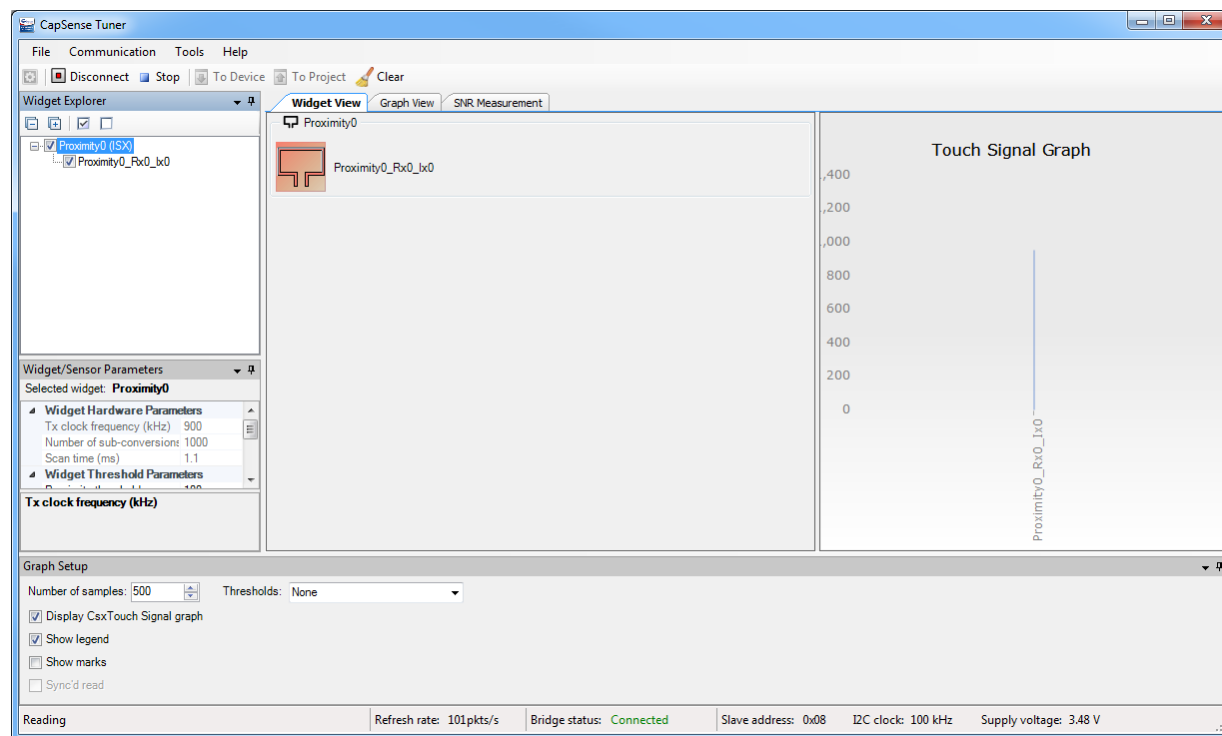 CapSense Tuner
File Communication Tools Help
Disconnect Stop To Device To Project Clear
Widget Explorer
Widget View Graph View SNR Measurement
Proximity0 (ISX)
Proximity0_Rx0_Ix0
Proximity0
Proximity0_Rx0_Ix0
Touch Signal Graph
,400
,200
,000
800
600
400
200
0
Proximity0_Rx0_Ix0
Widget/Sensor Parameters
Selected widget: Proximity0
Widget Hardware Parameters
Tx clock frequency (kHz) 900
Number of sub-conversions 1000
Scan time (ms) 1.1
Widget Threshold Parameters
Tx clock frequency (kHz)
Graph Setup
Number of samples: 500 Thresholds: None
Display CsxTouch Signal graph
Show legend
Show marks
Sync'd read
Reading Refresh rate: 101pkts/s Bridge status: Connected Slave address: 0x08 I2C clock: 100 kHz Supply voltage: 3.48 V